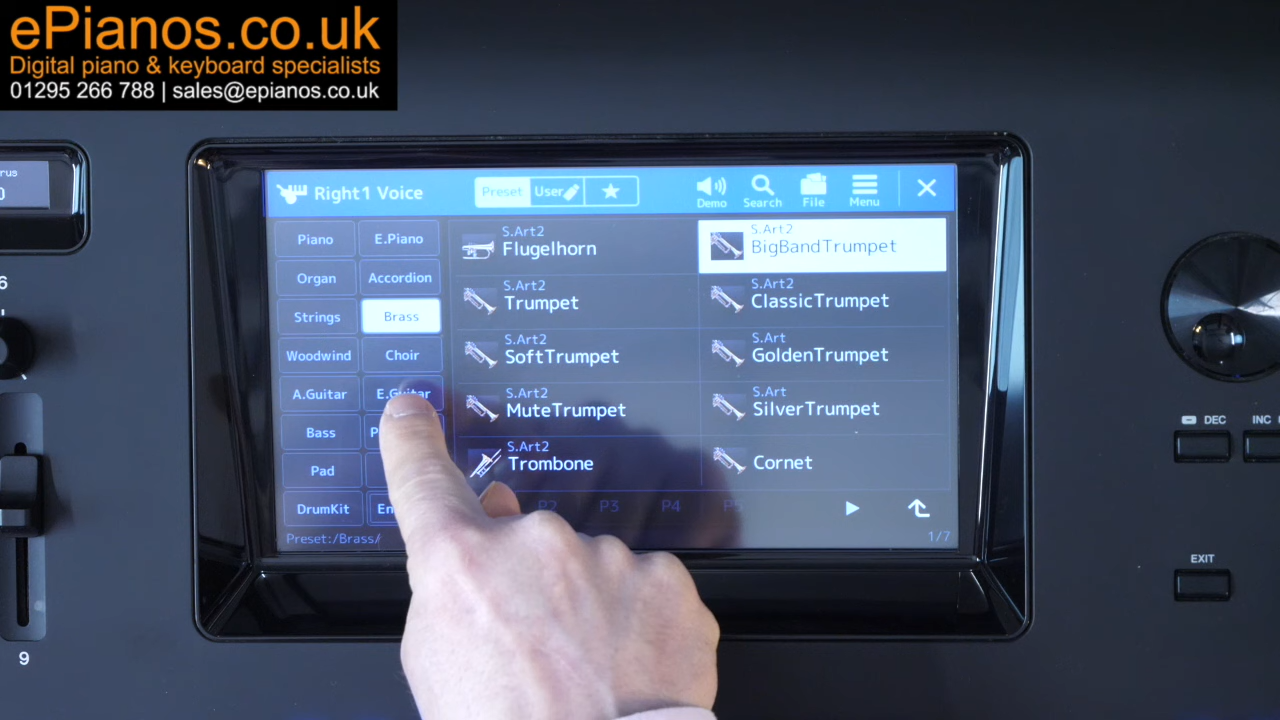 ePianos.co.uk
Digital piano & keyboard specialists
01295 266 788 | sales@epianos.co.uk
Right1 Voice
Preset User
Demo Search File Menu
Piano E.Piano
Organ Accordion
Strings Brass
Woodwind Choir
A.Guitar E.Guitar
Bass
Pad
DrumKit
S.Art2
Flugelhorn
S.Art2
BigBandTrumpet
S.Art2
Trumpet
S.Art2
ClassicTrumpet
S.Art2
SoftTrumpet
S.Art
GoldenTrumpet
S.Art2
MuteTrumpet
S.Art
SilverTrumpet
S.Art2
Trombone
Cornet
P2 P3 P4 P5
Preset:/Brass/
1/7
0
6
9
DEC INC
EXIT